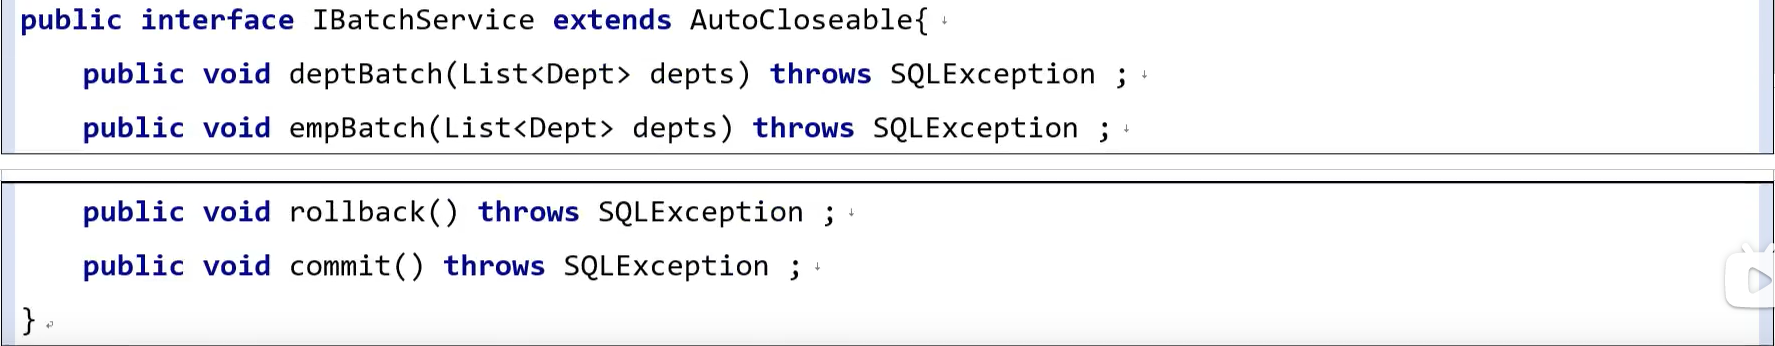 public interface IBatchService extends AutoCloseable{
public void deptBatch(List<Dept> depts) throws SQLException ;
public void empBatch(List<Dept> depts) throws SQLException ;
public void rollback() throws SQLException ;
public void commit() throws SQLException ;
}